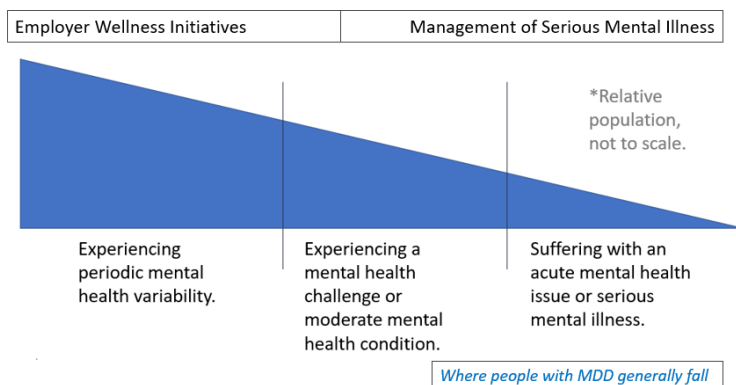 Employer Wellness Initiatives
Management of Serious Mental Illness
*Relative
population,
not to scale.
Experiencing
periodic mental
health variability.
Experiencing a
mental health
challenge or
moderate mental
health condition.
Suffering with an
acute mental health
issue or serious
mental illness.
Where people with MDD generally fall